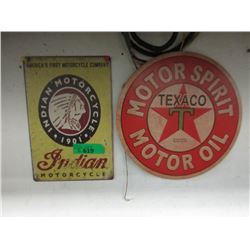 AMERICA'S FIRST MOTORCYCLE COMPANY
INDIAN MOTORCYCLE
1901
Indian
MOTORCYCLE
MOTOR SPIRIT
TEXACO
T
MOTOR OIL